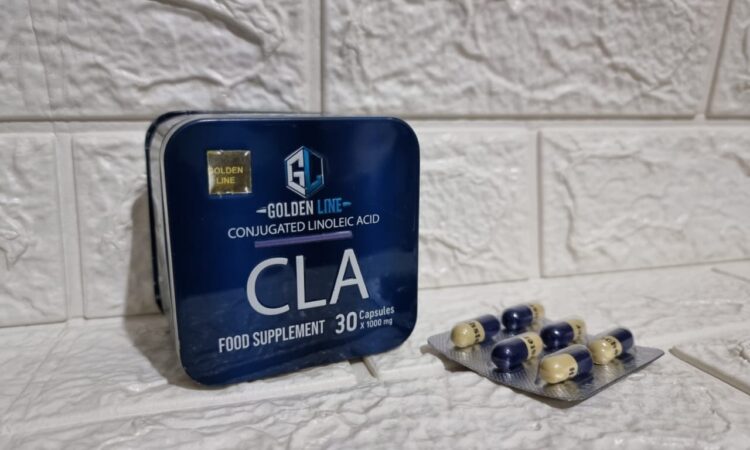 GOLDEN
LINE
GL
GOLDEN LINE
CONJUGATED LINOLEIC ACID
CLA
FOOD SUPPLEMENT 30 Capsules
x 1000 mg